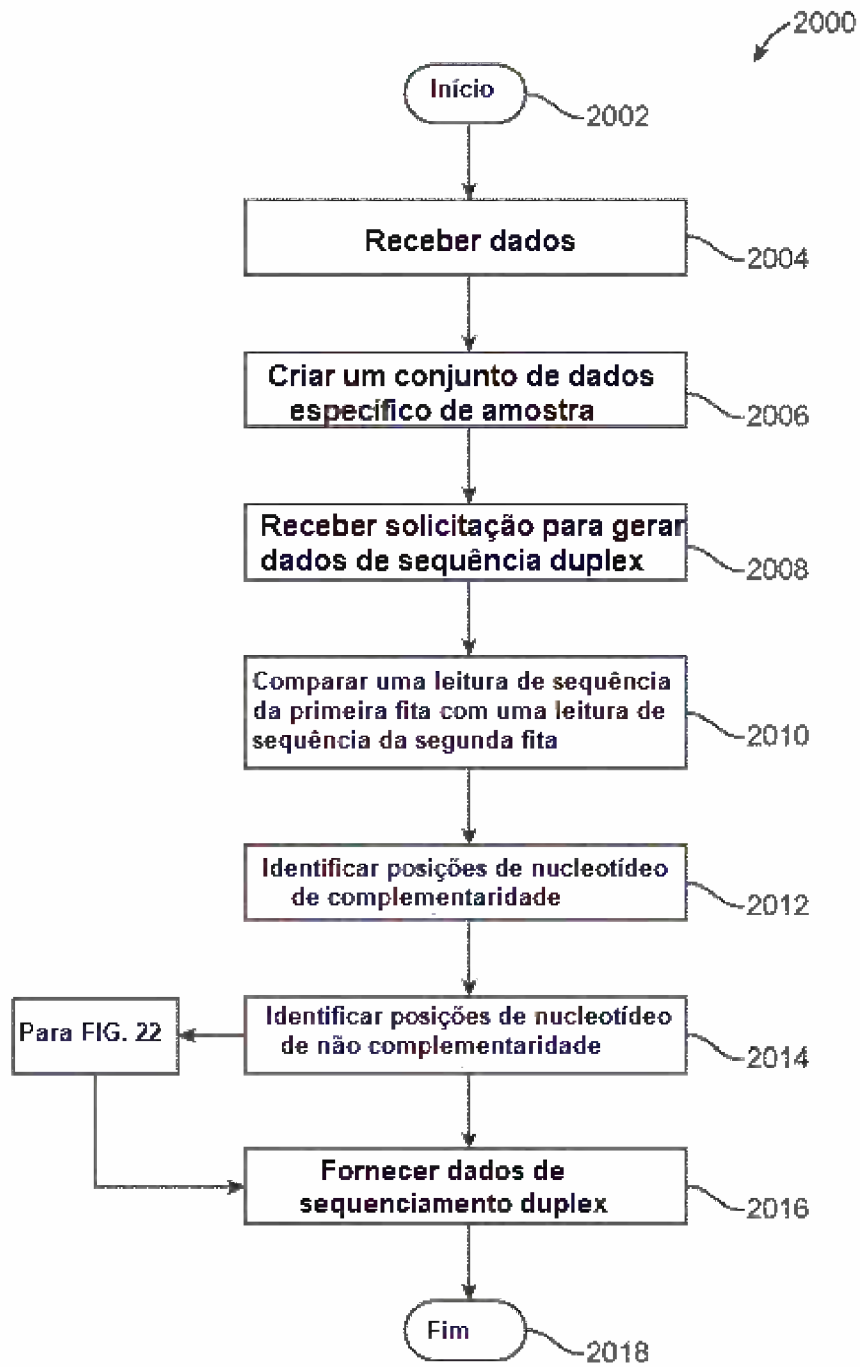 2000
Início
2002
Receber dados
2004
Criar um conjunto de dados
específico de amostra
2006
Receber solicitação para gerar
dados de sequência duplex
2008
Comparar uma leitura de sequência
da primeira fita com uma leitura de
sequência da segunda fita
2010
Identificar posições de nucleotídeo
de complementaridade
2012
Para FIG. 22
Identificar posições de nucleotídeo
de não complementaridade
2014
Fornecer dados de
sequenciamento duplex
2016
Fim
2018